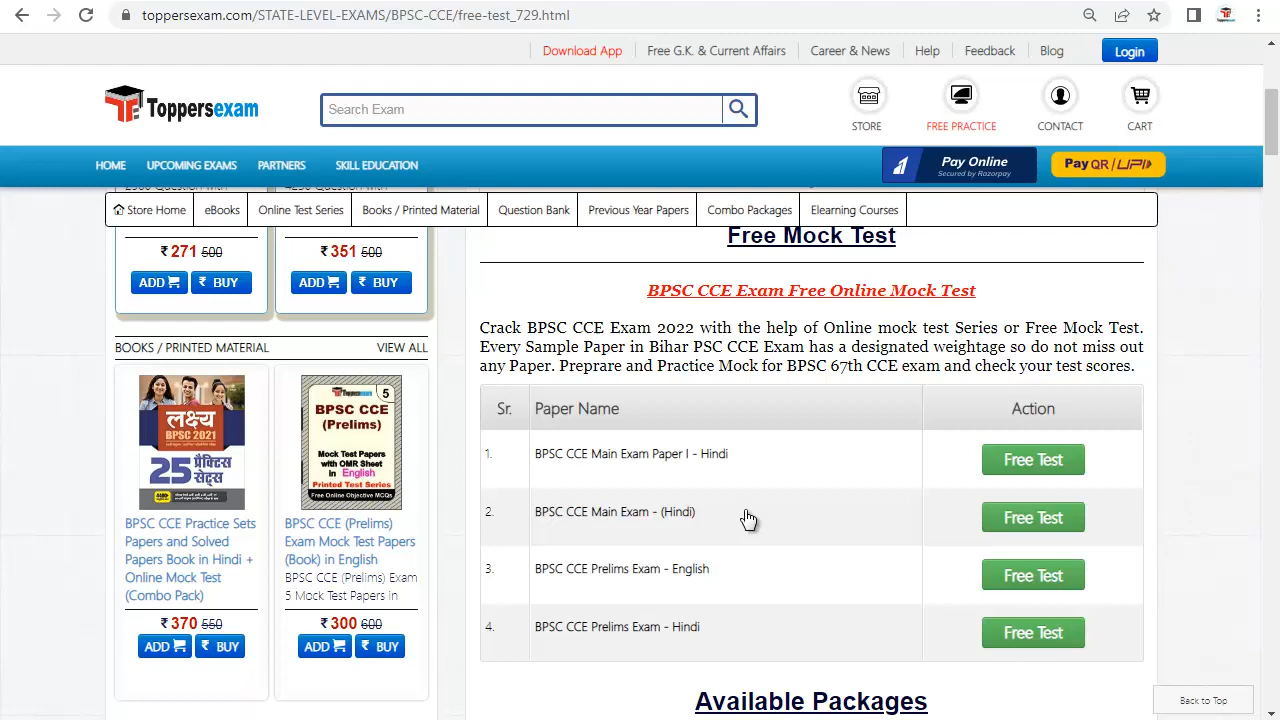 toppersexam.com/STATE-LEVEL-EXAMS/BPSC-CCE/free-test_729.html
Download App
Free G.K. & Current Affairs
Career & News
Help
Feedback
Blog
Login
Toppersexam
Search Exam
STORE
FREE PRACTICE
CONTACT
CART
HOME
UPCOMING EXAMS
PARTNERS
SKILL EDUCATION
Pay Online
Secured by Razorpay
Pay QR / UPI
Store Home
eBooks
Online Test Series
Books / Printed Material
Question Bank
Previous Year Papers
Combo Packages
Elearning Courses
₹ 271 500
ADD
₹ BUY
₹ 351 500
ADD
₹ BUY
BOOKS / PRINTED MATERIAL
VIEW ALL
लक्ष्य
BPSC 2021
25 प्रैक्टिस
सेट्स
BPSC CCE Practice Sets
Papers and Solved
Papers Book in Hindi +
Online Mock Test
(Combo Pack)
₹ 370 550
ADD
₹ BUY
5
BPSC CCE
(Prelims)
Mock Test Papers
with OMR Sheet
in English
Printed Test Series
Free Online Objective MCQs
BPSC CCE (Prelims)
Exam Mock Test Papers
(Book) in English
BPSC CCE (Prelims) Exam
5 Mock Test Papers in
₹ 300 600
ADD
₹ BUY
Free Mock Test
BPSC CCE Exam Free Online Mock Test
Crack BPSC CCE Exam 2022 with the help of Online mock test Series or Free Mock Test.
Every Sample Paper in Bihar PSC CCE Exam has a designated weightage so do not miss out
any Paper. Preprare and Practice Mock for BPSC 67th CCE exam and check your test scores.
Sr. Paper Name Action
1. BPSC CCE Main Exam Paper I - Hindi Free Test
2. BPSC CCE Main Exam - (Hindi) Free Test
3. BPSC CCE Prelims Exam - English Free Test
4. BPSC CCE Prelims Exam - Hindi Free Test
Available Packages
Back to Top